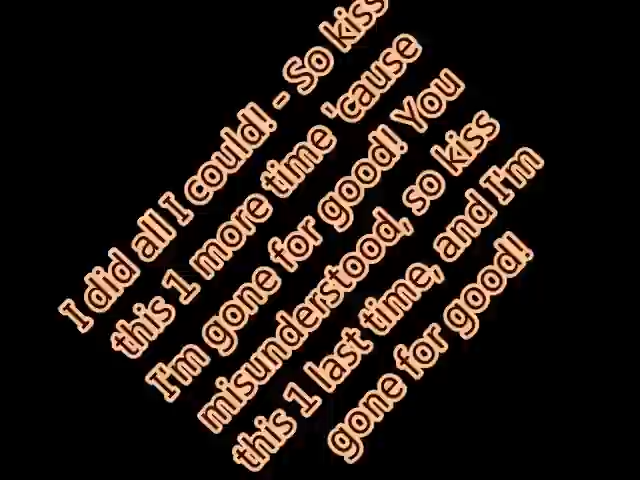 I did all I could! - So kiss
this 1 more time 'cause
I'm gone for good! You
misunderstood, so kiss
this 1 last time, and I'm
gone for good!